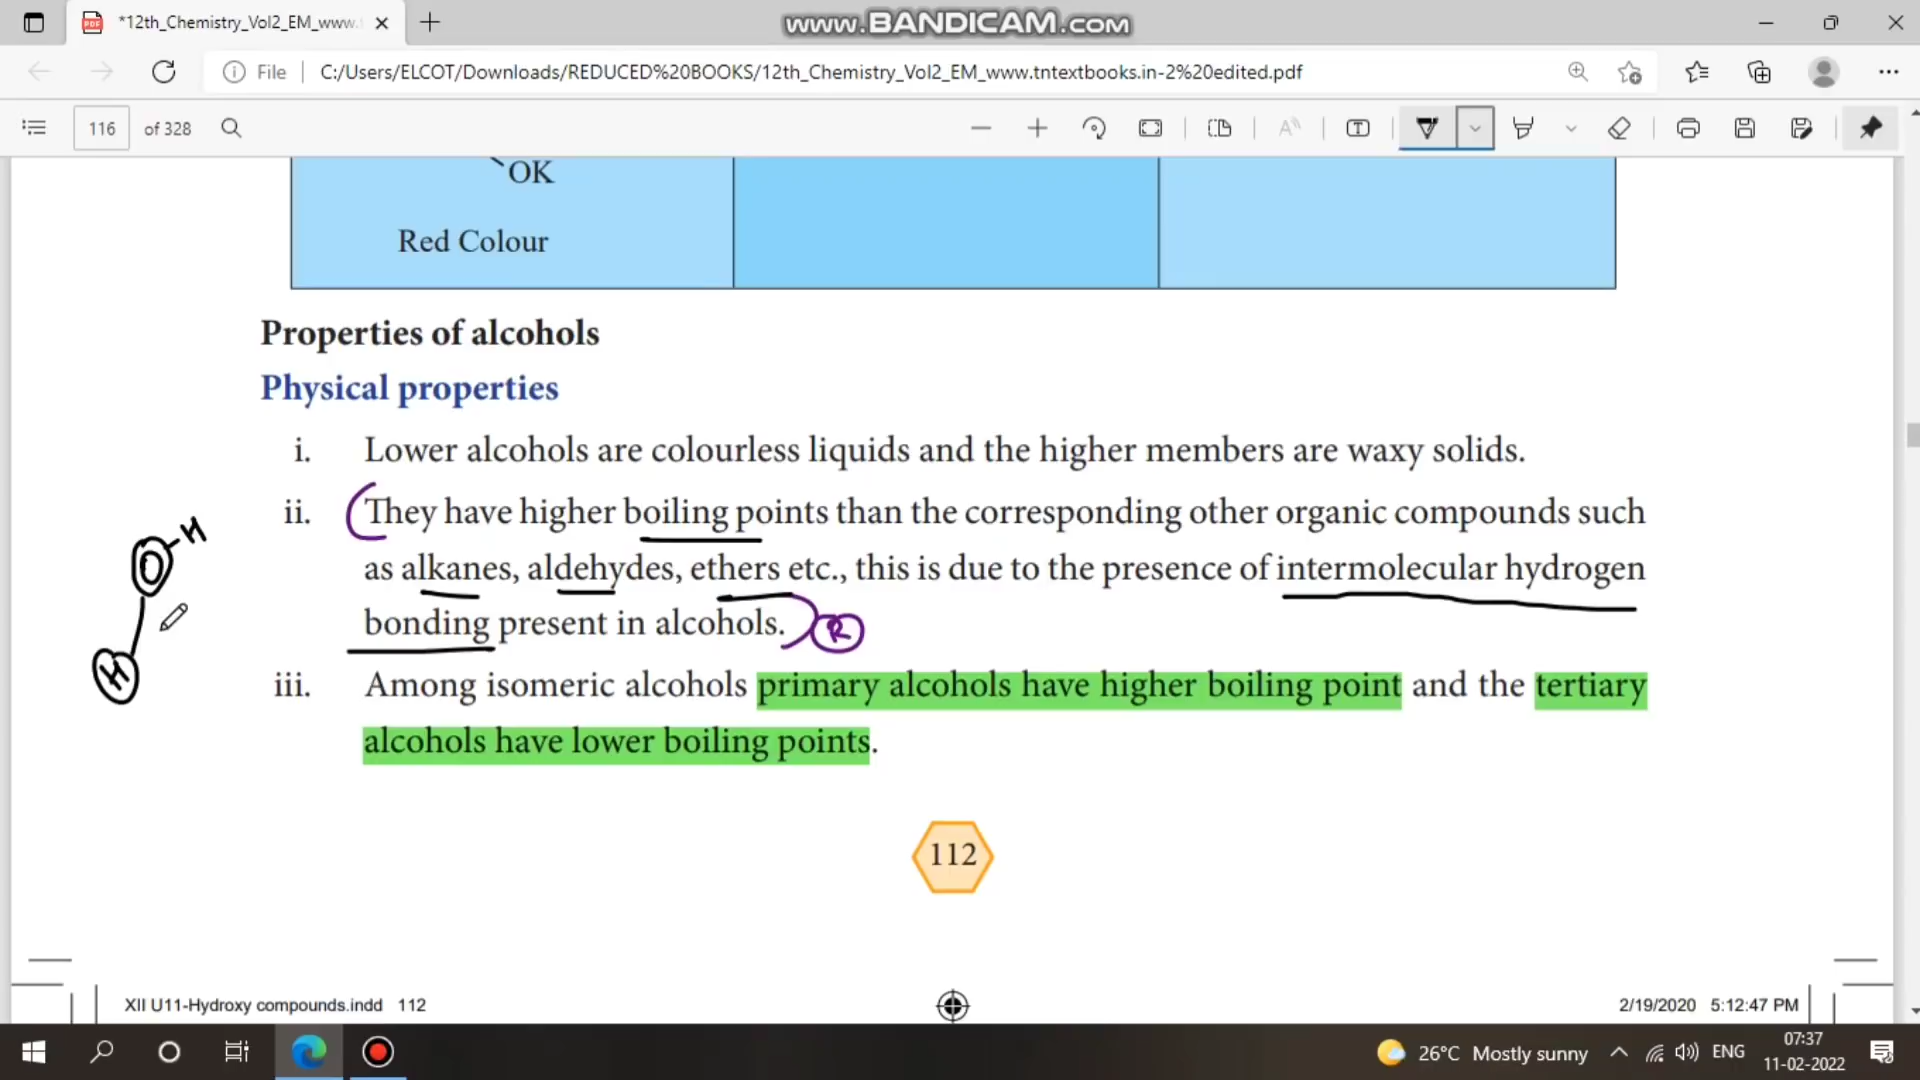 *12th_Chemistry_Vol2_EM_www.t
www.BANDICAM.com
File
C:/Users/ELCOT/Downloads/REDUCED%20BOOKS/12th_Chemistry_Vol2_EM_www.tntextbooks.in-2%20edited.pdf
116 of 328
OK
Red Colour
Properties of alcohols
Physical properties
i. Lower alcohols are colourless liquids and the higher members are waxy solids.
ii. They have higher boiling points than the corresponding other organic compounds such
as alkanes, aldehydes, ethers etc., this is due to the presence of intermolecular hydrogen
bonding present in alcohols. R
iii. Among isomeric alcohols primary alcohols have higher boiling point and the tertiary
alcohols have lower boiling points.
O-H
H
112
XII U11-Hydroxy compounds.indd 112
2/19/2020 5:12:47 PM
26°C Mostly sunny
ENG
07:37
11-02-2022